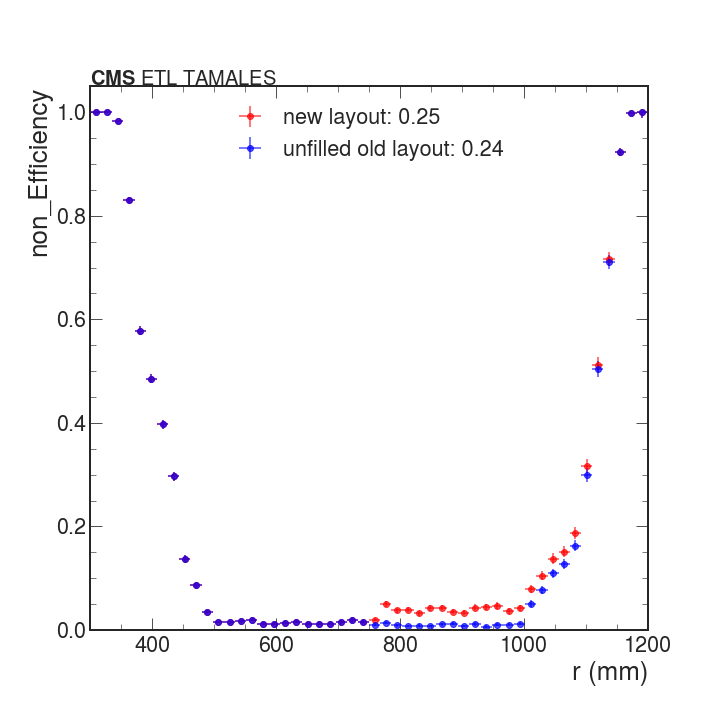 CMS ETL TAMALES
new layout: 0.25
unfilled old layout: 0.24
non_Efficiency
1.0
0.8
0.6
0.4
0.2
0.0
400 600 800 1000 1200
r (mm)